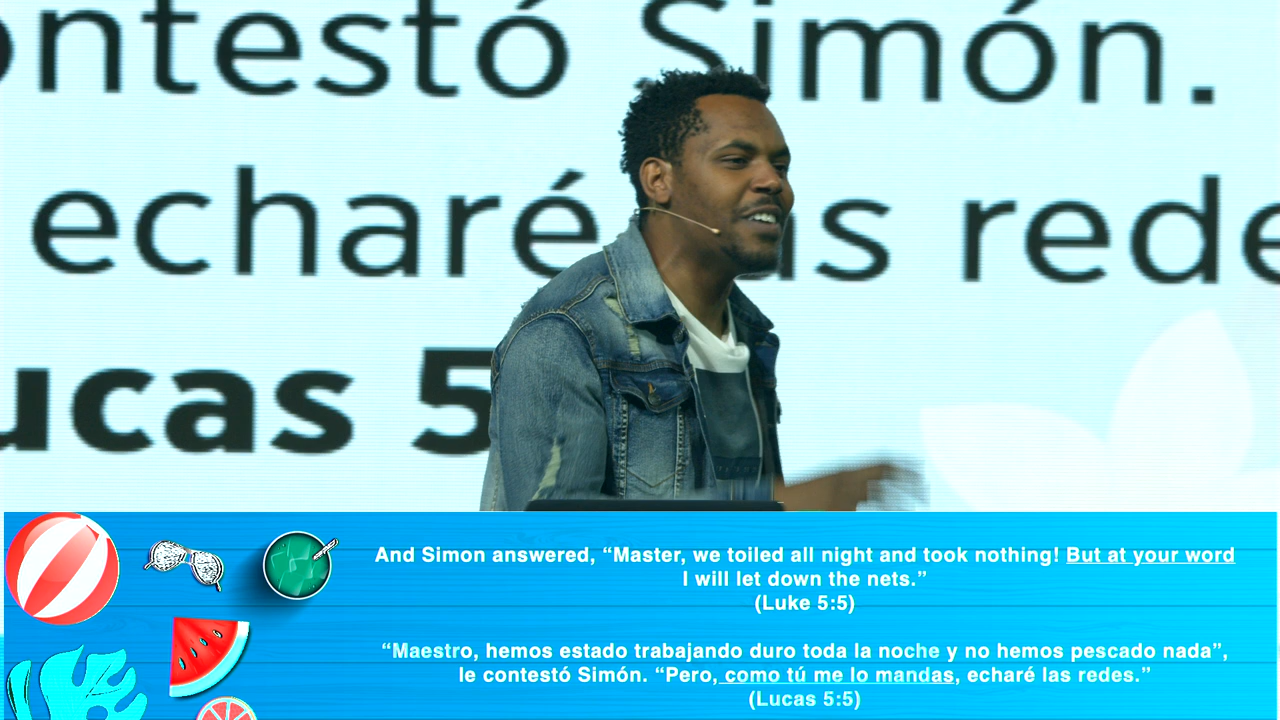 ontestó Simón.
echaré as rede
ucas 5
And Simon answered, “Master, we toiled all night and took nothing! But at your word
I will let down the nets.”
(Luke 5:5)
“Maestro, hemos estado trabajando duro toda la noche y no hemos pescado nada”,
le contestó Simón. “Pero, como tú me lo mandas, echaré las redes.”
(Lucas 5:5)